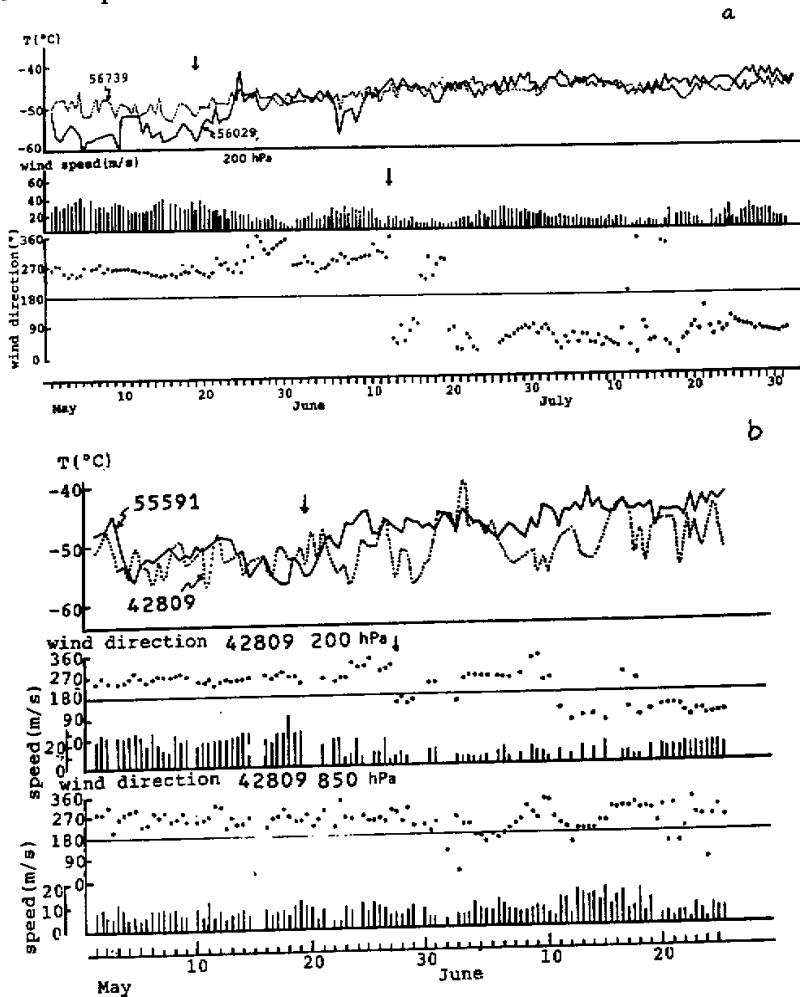 a
T(°C)
-40
56739
-50
56029
-60
200 hPa
wind speed(m/s)
60
40
20
360
270
180
90
0
wind direction(°)
10 20 30 10 20 30 10 20 30
May June July
b
T(°C)
-40
55591
-50
42809
-60
wind direction 42809 200 hPa
360
270
180
90
0
20
0
speed(m/s)
wind direction 42809 850 hPa
360
270
180
90
0
20
10
0
speed(m/s)
10 20 30 10 20
May June